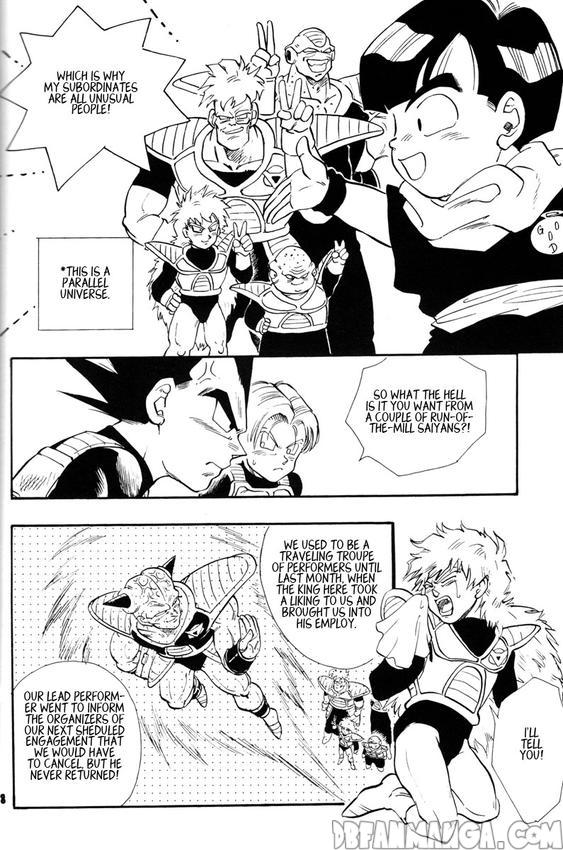 WHICH IS WHY
MY SUBORDINATES
ARE ALL UNUSUAL
PEOPLE!
GOOD
*THIS IS A
PARALLEL
UNIVERSE.
SO WHAT THE HELL
IS IT YOU WANT FROM
A COUPLE OF RUN-OF-
THE-MILL SAIYANS?!
WE USED TO BE A
TRAVELING TROUPE
OF PERFORMERS UNTIL
LAST MONTH, WHEN
THE KING HERE TOOK
A LIKING TO US AND
BROUGHT US INTO
HIS EMPLOY.
OUR LEAD PERFORM-
ER WENT TO INFORM
THE ORGANIZERS OF
OUR NEXT SHEDULED
ENGAGEMENT THAT
WE WOULD HAVE
TO CANCEL, BUT HE
NEVER RETURNED!
I'LL
TELL
YOU!
8
DBFANMANGA.COM